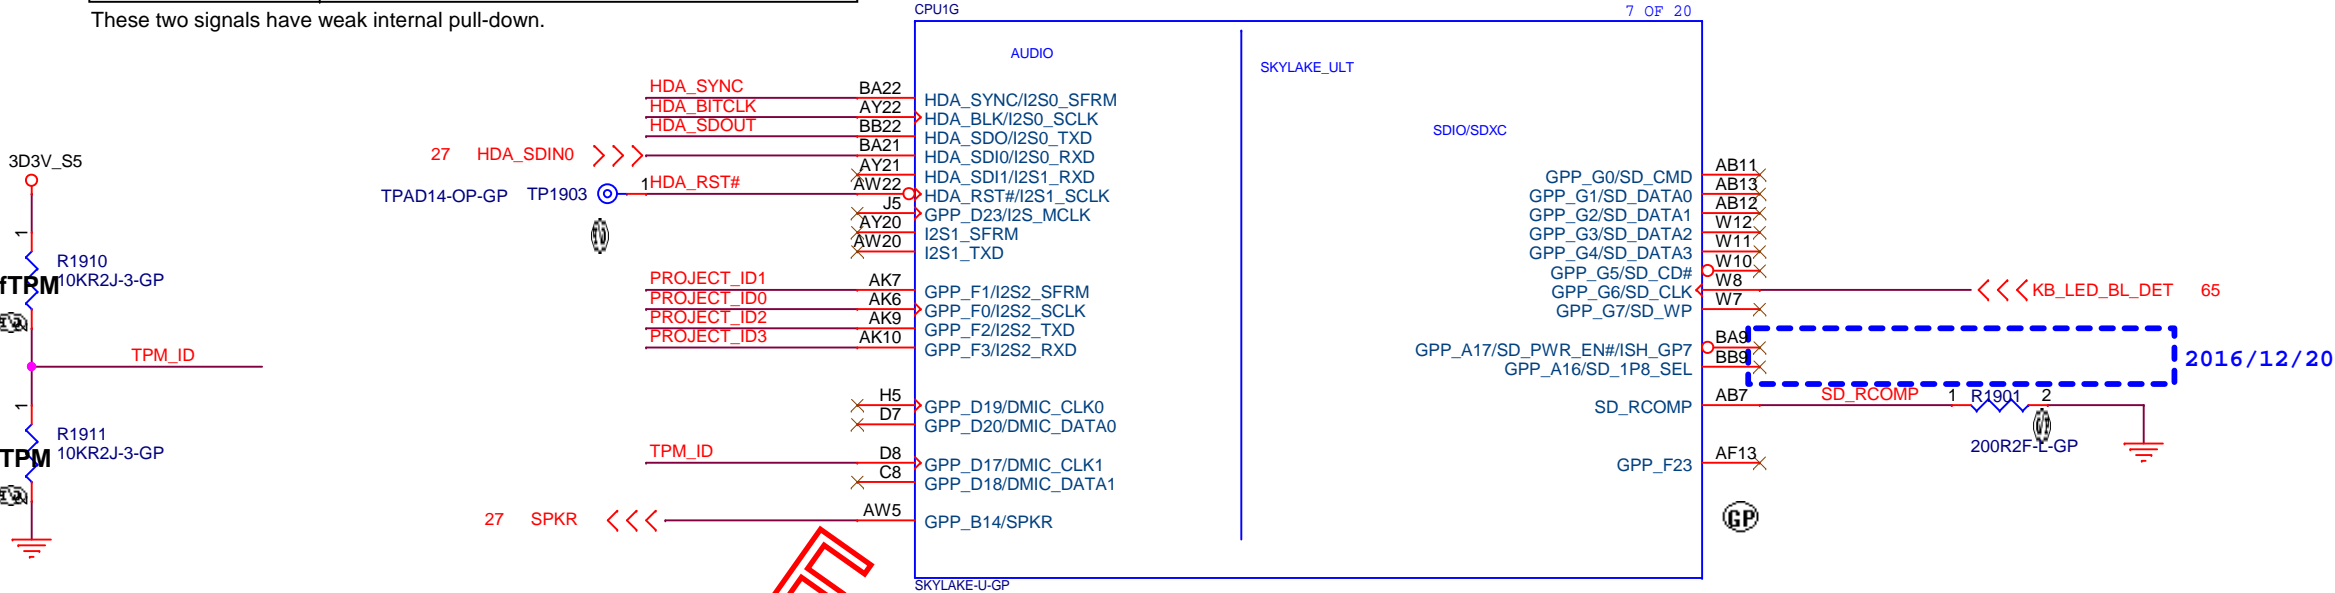 These two signals have weak internal pull-down.
CPU1G
7 OF 20
AUDIO
SKYLAKE_ULT
SDIO/SDXC
HDA_SYNC BA22 HDA_SYNC/I2S0_SFRM
HDA_BITCLK AY22 HDA_BLK/I2S0_SCLK
HDA_SDOUT BB22 HDA_SDO/I2S0_TXD
27 HDA_SDIN0 BA21 HDA_SDI0/I2S0_RXD
AY21 HDA_SDI1/I2S1_RXD
TPAD14-OP-GP TP1903 1 HDA_RST# AW22 HDA_RST#/I2S1_SCLK
J5 GPP_D23/I2S_MCLK
AY20 I2S1_SFRM
AW20 I2S1_TXD
PROJECT_ID1 AK7 GPP_F1/I2S2_SFRM
PROJECT_ID0 AK6 GPP_F0/I2S2_SCLK
PROJECT_ID2 AK9 GPP_F2/I2S2_TXD
PROJECT_ID3 AK10 GPP_F3/I2S2_RXD
H5 GPP_D19/DMIC_CLK0
D7 GPP_D20/DMIC_DATA0
TPM_ID D8 GPP_D17/DMIC_CLK1
C8 GPP_D18/DMIC_DATA1
27 SPKR AW5 GPP_B14/SPKR
GPP_G0/SD_CMD AB11
GPP_G1/SD_DATA0 AB13
GPP_G2/SD_DATA1 AB12
GPP_G3/SD_DATA2 W12
GPP_G4/SD_DATA3 W11
GPP_G5/SD_CD# W10
GPP_G6/SD_CLK W8 KB_LED_BL_DET 65
GPP_G7/SD_WP W7
GPP_A17/SD_PWR_EN#/ISH_GP7 BA9
GPP_A16/SD_1P8_SEL BB9
2016/12/20
SD_RCOMP AB7 SD_RCOMP 1 R1901 2
200R2F-L-GP
GPP_F23 AF13
GP
SKYLAKE-U-GP
3D3V_S5
1
R1910
10KR2J-3-GP
fTPM
TPM_ID
1
R1911
10KR2J-3-GP
TPM